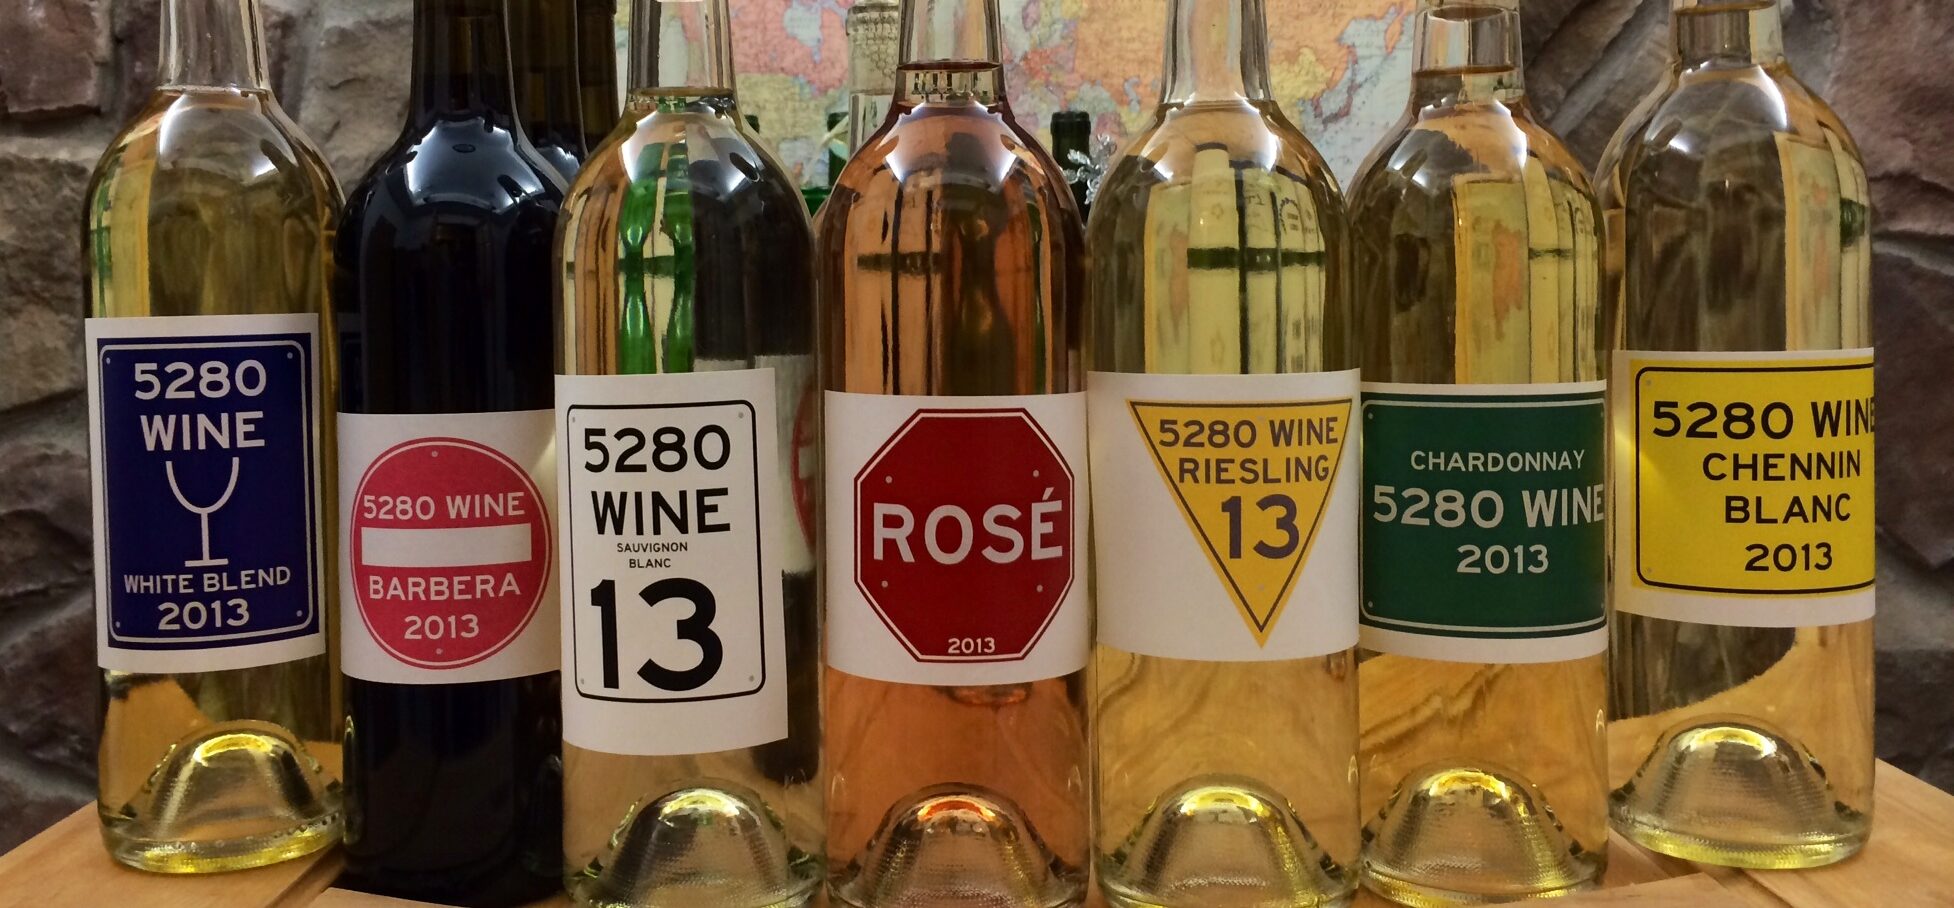 5280
WINE
WHITE BLEND
2013
5280 WINE
BARBERA
2013
5280
WINE
SAUVIGNON
BLANC
13
ROSÉ
2013
5280 WINE
RIESLING
13
CHARDONNAY
5280 WINE
2013
5280 WINE
CHENNIN
BLANC
2013